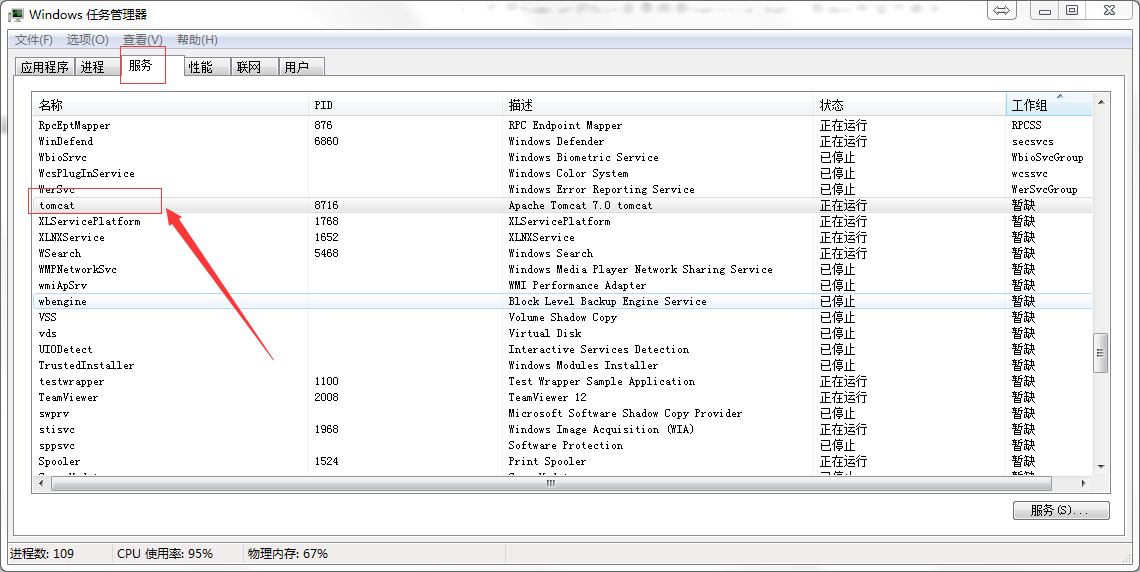 Windows 任务管理器
文件(F) 选项(O) 查看(V) 帮助(H)
应用程序 进程 服务 性能 联网 用户
名称 PID 描述 状态 工作组
RpcEptMapper 876 RPC Endpoint Mapper 正在运行 RPCSS
WinDefend 6860 Windows Defender 正在运行 secsvcs
WbioSrvc Windows Biometric Service 已停止 WbioSvcGroup
WcsPlugInService Windows Color System 已停止 wcssvc
WerSvc Windows Error Reporting Service 已停止 WerSvcGroup
tomcat 8716 Apache Tomcat 7.0 tomcat 正在运行 暂缺
XLServicePlatform 1768 XLServicePlatform 正在运行 暂缺
XLNXService 1652 XLNXService 正在运行 暂缺
WSearch 5468 Windows Search 正在运行 暂缺
WMPNetworkSvc Windows Media Player Network Sharing Service 已停止 暂缺
wmiApSrv WMI Performance Adapter 已停止 暂缺
wbengine Block Level Backup Engine Service 已停止 暂缺
VSS Volume Shadow Copy 已停止 暂缺
vds Virtual Disk 已停止 暂缺
UI0Detect Interactive Services Detection 已停止 暂缺
TrustedInstaller Windows Modules Installer 已停止 暂缺
testwrapper 1100 Test Wrapper Sample Application 正在运行 暂缺
TeamViewer 2008 TeamViewer 12 正在运行 暂缺
swprv Microsoft Software Shadow Copy Provider 已停止 暂缺
stisvc 1968 Windows Image Acquisition (WIA) 正在运行 暂缺
sppsvc Software Protection 已停止 暂缺
Spooler 1524 Print Spooler 正在运行 暂缺
已停止 暂缺
服务(S)...
进程数: 109 CPU 使用率: 95% 物理内存: 67%